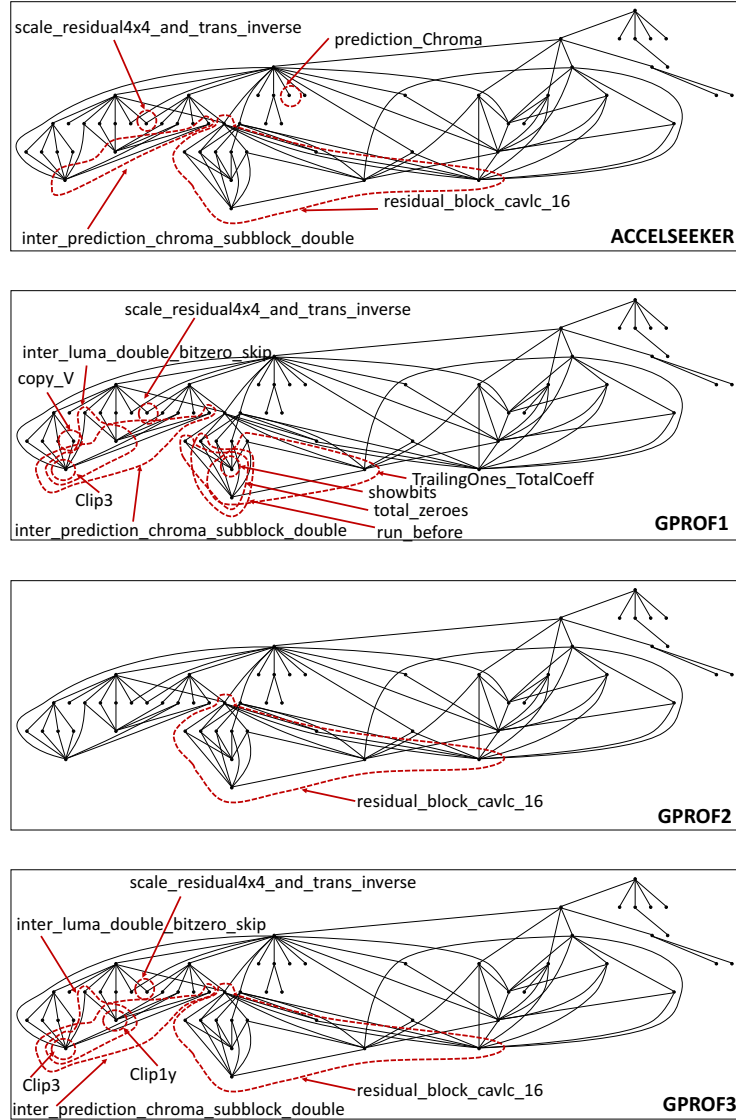 scale_residual4x4_and_trans_inverse
prediction_Chroma
residual_block_cavlc_16
inter_prediction_chroma_subblock_double
ACCELSEEKER
scale_residual4x4_and_trans_inverse
inter_luma_double_bitzero_skip
copy_V
TrailingOnes_TotalCoeff
showbits
Clip3
total_zeroes
inter_prediction_chroma_subblock_double
run_before
GPROF1
residual_block_cavlc_16
GPROF2
scale_residual4x4_and_trans_inverse
inter_luma_double_bitzero_skip
Clip3
Clip1y
residual_block_cavlc_16
inter_prediction_chroma_subblock_double
GPROF3